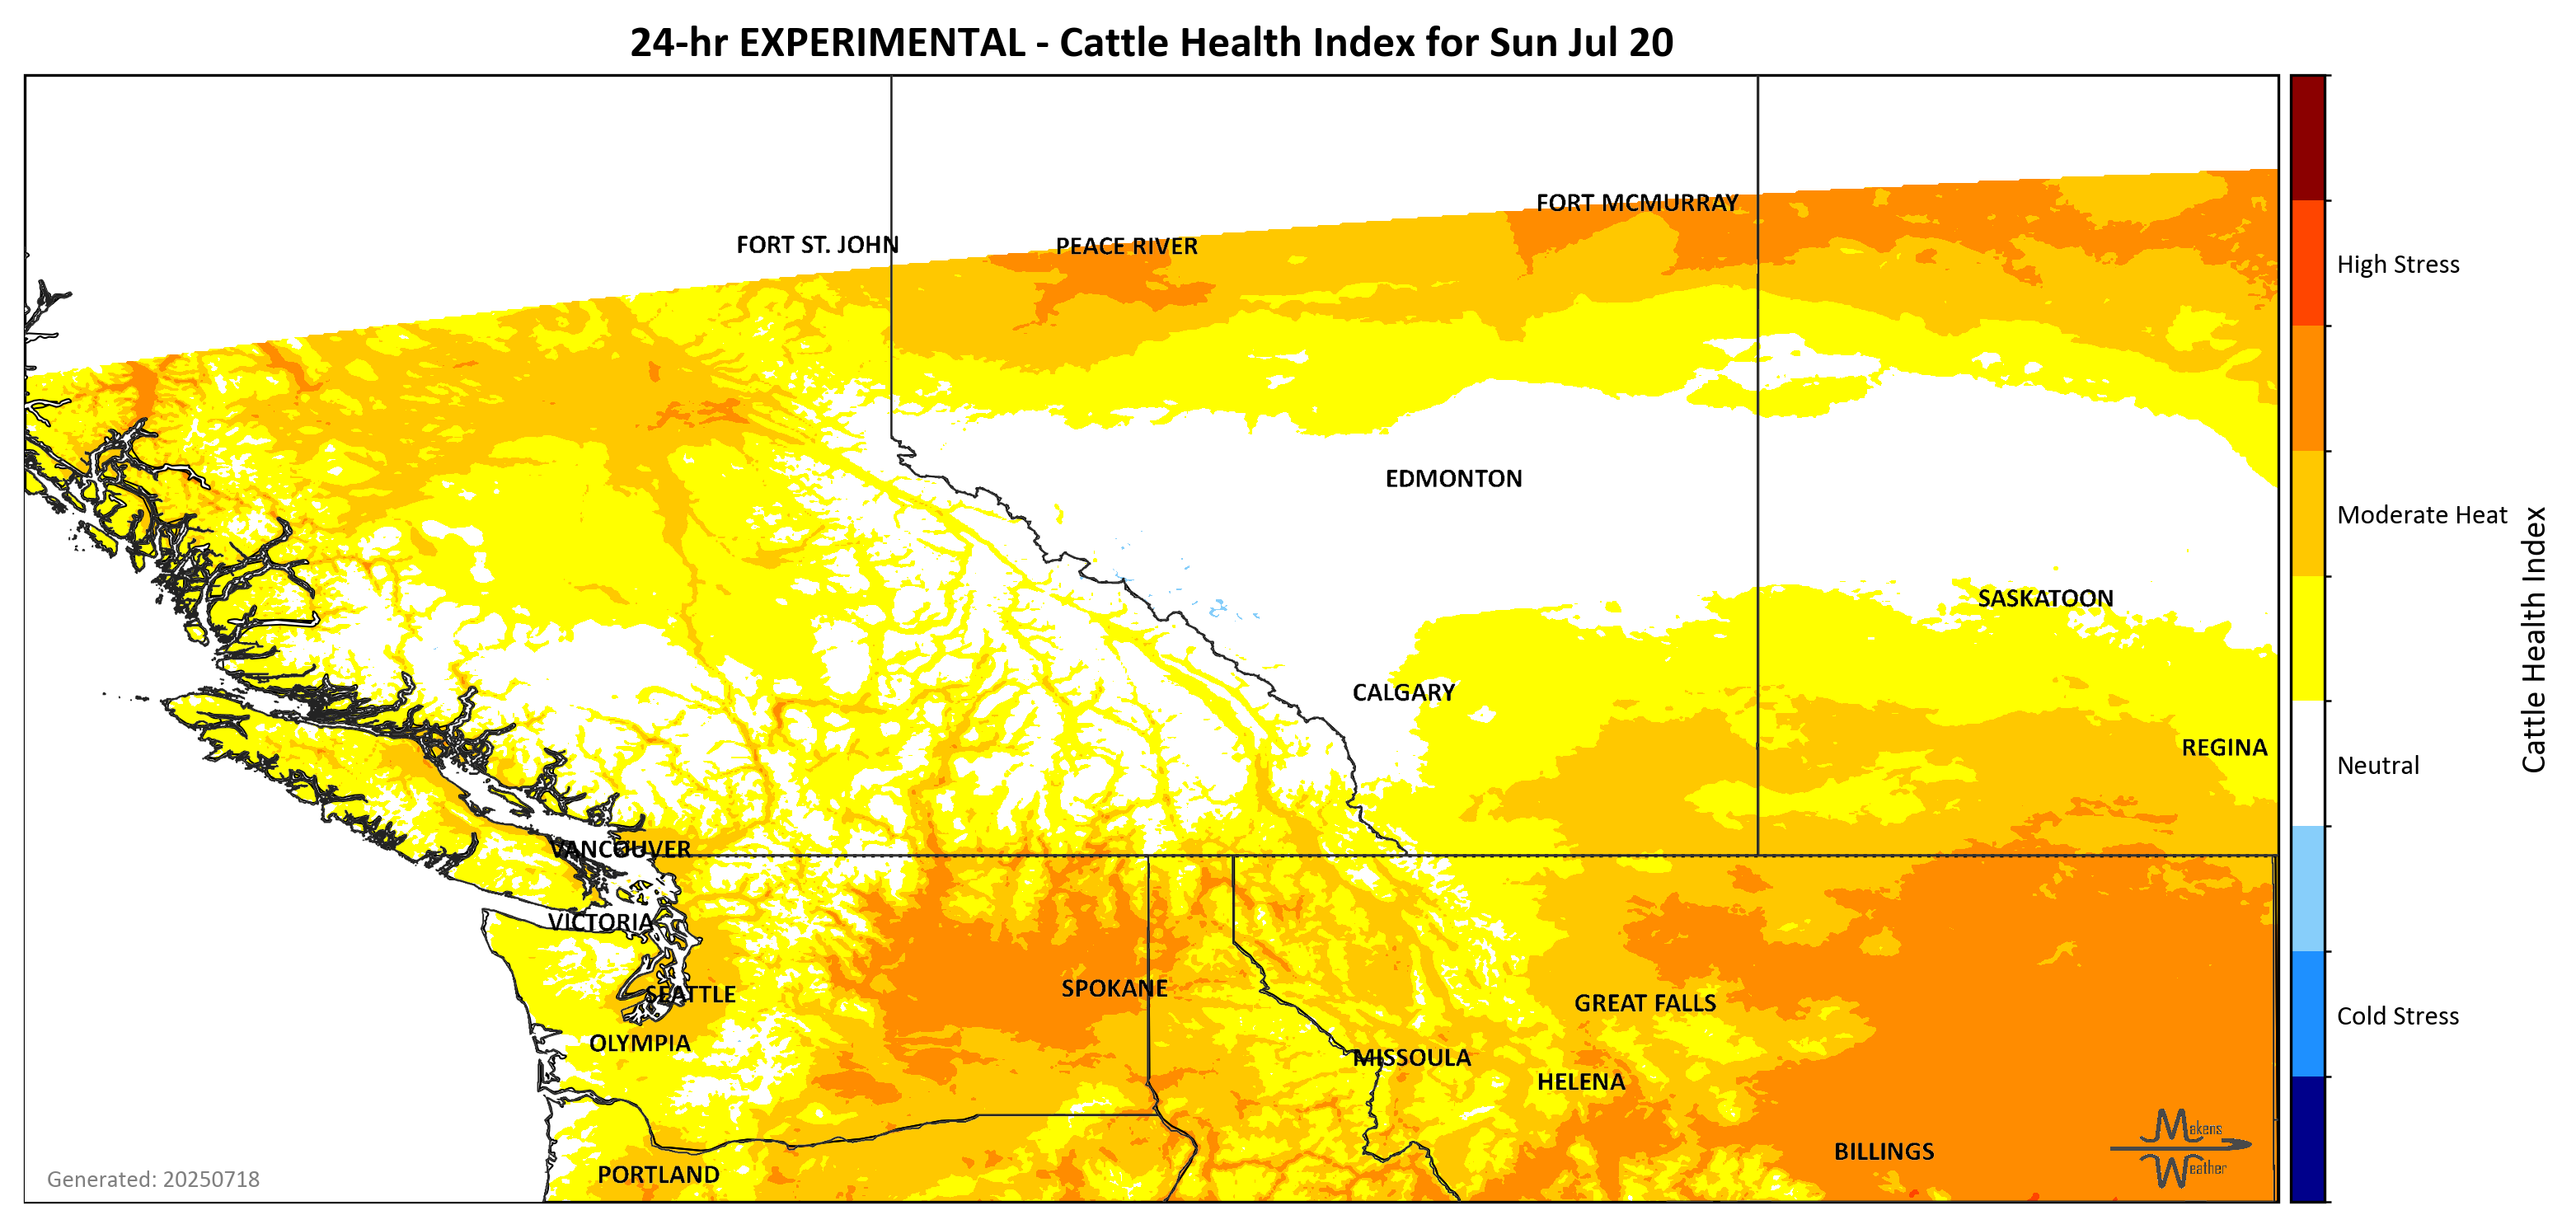 24-hr EXPERIMENTAL - Cattle Health Index for Sun Jul 20
FORT MCMURRAY
FORT ST. JOHN
PEACE RIVER
High Stress
EDMONTON
Moderate Heat
SASKATOON
CALGARY
REGINA
Neutral
Cattle Health Index
VANCOUVER
VICTORIA
SPOKANE
SEATTLE
GREAT FALLS
Cold Stress
OLYMPIA
MISSOULA
HELENA
Makens
Weather
BILLINGS
PORTLAND
Generated: 20250718